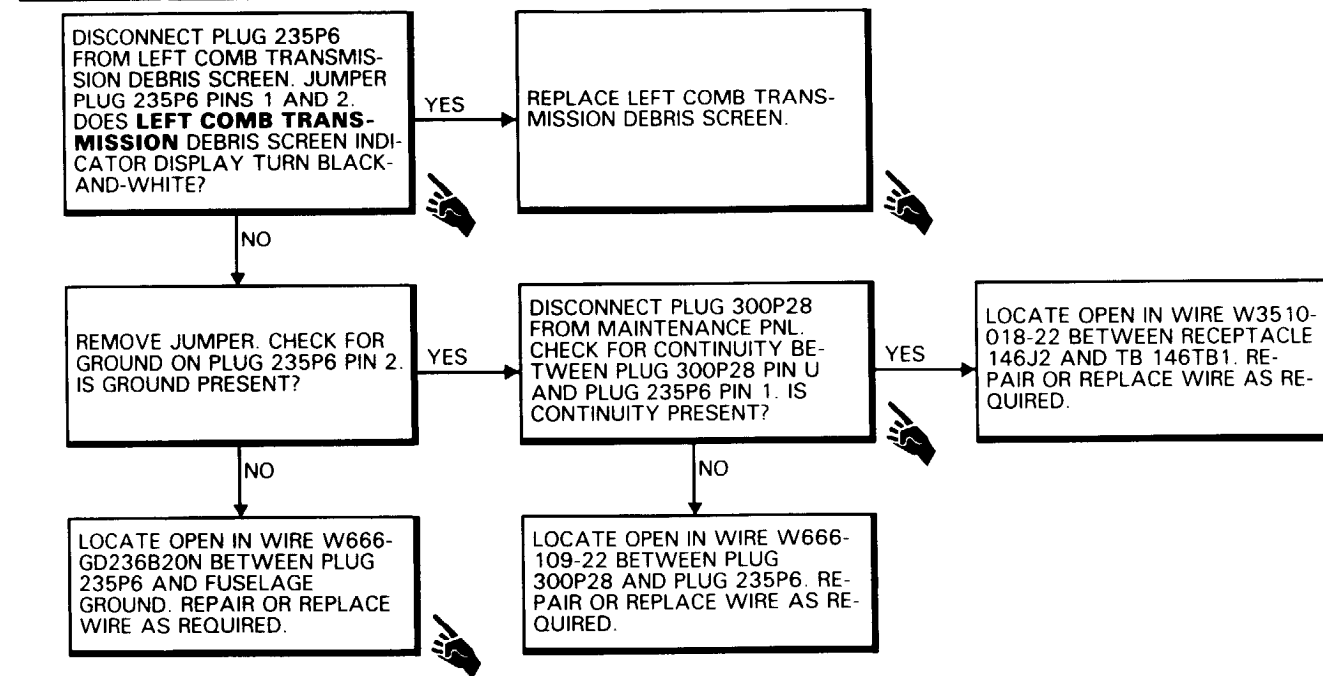 DISCONNECT PLUG 235P6
FROM LEFT COMB TRANSMIS-
SION DEBRIS SCREEN. JUMPER
PLUG 235P6 PINS 1 AND 2.
DOES LEFT COMB TRANS-
MISSION DEBRIS SCREEN INDI-
CATOR DISPLAY TURN BLACK-
AND-WHITE?
YES
REPLACE LEFT COMB TRANS-
MISSION DEBRIS SCREEN.
NO
REMOVE JUMPER. CHECK FOR
GROUND ON PLUG 235P6 PIN 2.
IS GROUND PRESENT?
YES
DISCONNECT PLUG 300P28
FROM MAINTENANCE PNL.
CHECK FOR CONTINUITY BE-
TWEEN PLUG 300P28 PIN U
AND PLUG 235P6 PIN 1. IS
CONTINUITY PRESENT?
YES
LOCATE OPEN IN WIRE W3510-
018-22 BETWEEN RECEPTACLE
146J2 AND TB 146TB1. RE-
PAIR OR REPLACE WIRE AS RE-
QUIRED.
NO
LOCATE OPEN IN WIRE W666-
GD236B20N BETWEEN PLUG
235P6 AND FUSELAGE
GROUND. REPAIR OR REPLACE
WIRE AS REQUIRED.
NO
LOCATE OPEN IN WIRE W666-
109-22 BETWEEN PLUG
300P28 AND PLUG 235P6. RE-
PAIR OR REPLACE WIRE AS RE-
QUIRED.